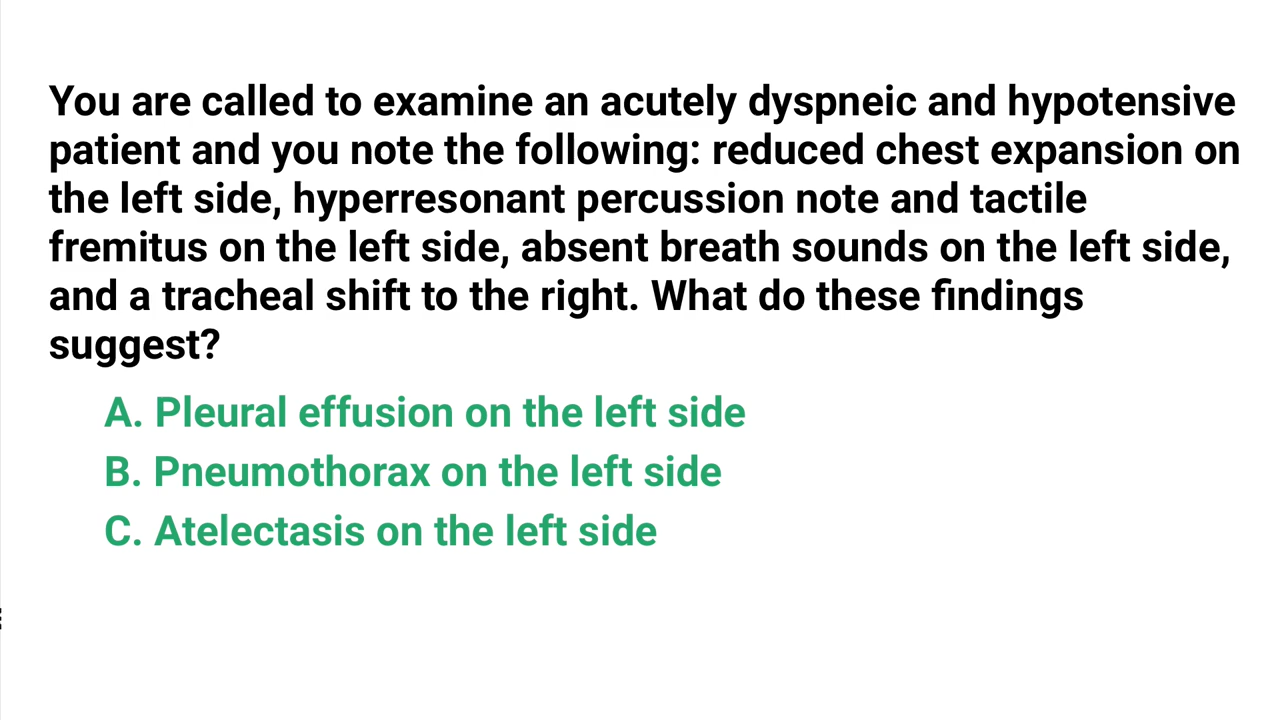 You are called to examine an acutely dyspneic and hypotensive
patient and you note the following: reduced chest expansion on
the left side, hyperresonant percussion note and tactile
fremitus on the left side, absent breath sounds on the left side,
and a tracheal shift to the right. What do these findings
suggest?
A. Pleural effusion on the left side
B. Pneumothorax on the left side
C. Atelectasis on the left side